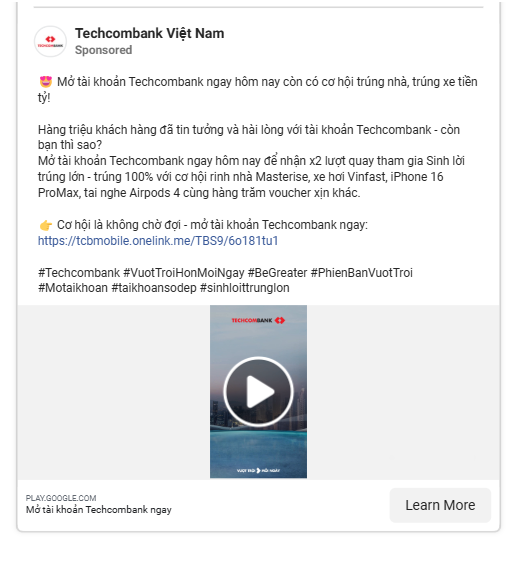 Techcombank Việt Nam
Sponsored
😍 Mở tài khoản Techcombank ngay hôm nay còn có cơ hội trúng nhà, trúng xe tiền
tỷ!
Hàng triệu khách hàng đã tin tưởng và hài lòng với tài khoản Techcombank - còn
bạn thì sao?
Mở tài khoản Techcombank ngay hôm nay để nhận x2 lượt quay tham gia Sinh lời
trúng lớn - trúng 100% với cơ hội rinh nhà Masterise, xe hơi Vinfast, iPhone 16
ProMax, tai nghe Airpods 4 cùng hàng trăm voucher xịn khác.
👉 Cơ hội là không chờ đợi - mở tài khoản Techcombank ngay:
https://tcbmobile.onelink.me/TBS9/6o181tu1
#Techcombank #VuotTroiHonMoiNgay #BeGreater #PhienBanVuotTroi
#Motaikhoan #taikhoansodep #sinhloittrunglon
TECHCOMBANK
VƯỢT TRỘI MỖI NGÀY
PLAY.GOOGLE.COM
Mở tài khoản Techcombank ngay
Learn More